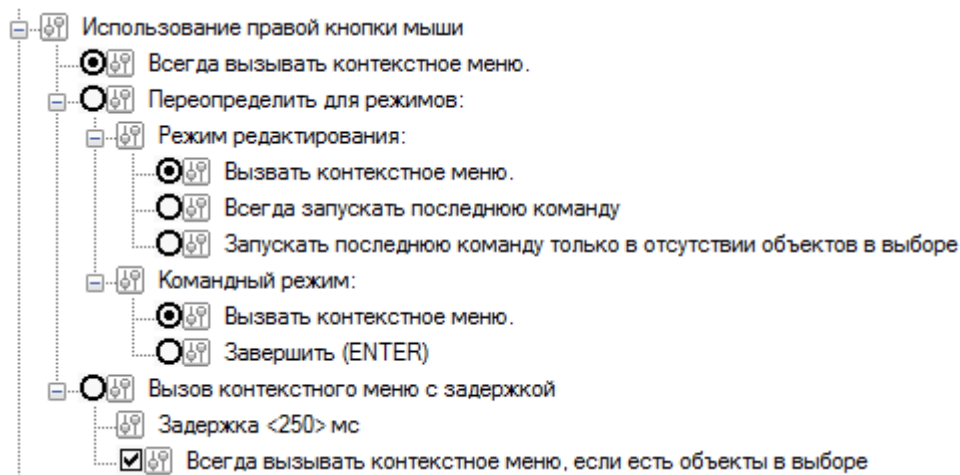 Использование правой кнопки мыши
Всегда вызывать контекстное меню.
Переопределить для режимов:
Режим редактирования:
Вызвать контекстное меню.
Всегда запускать последнюю команду
Запускать последнюю команду только в отсутствии объектов в выборе
Командный режим:
Вызвать контекстное меню.
Завершить (ENTER)
Вызов контекстного меню с задержкой
Задержка <250> мс
Всегда вызывать контекстное меню, если есть объекты в выборе